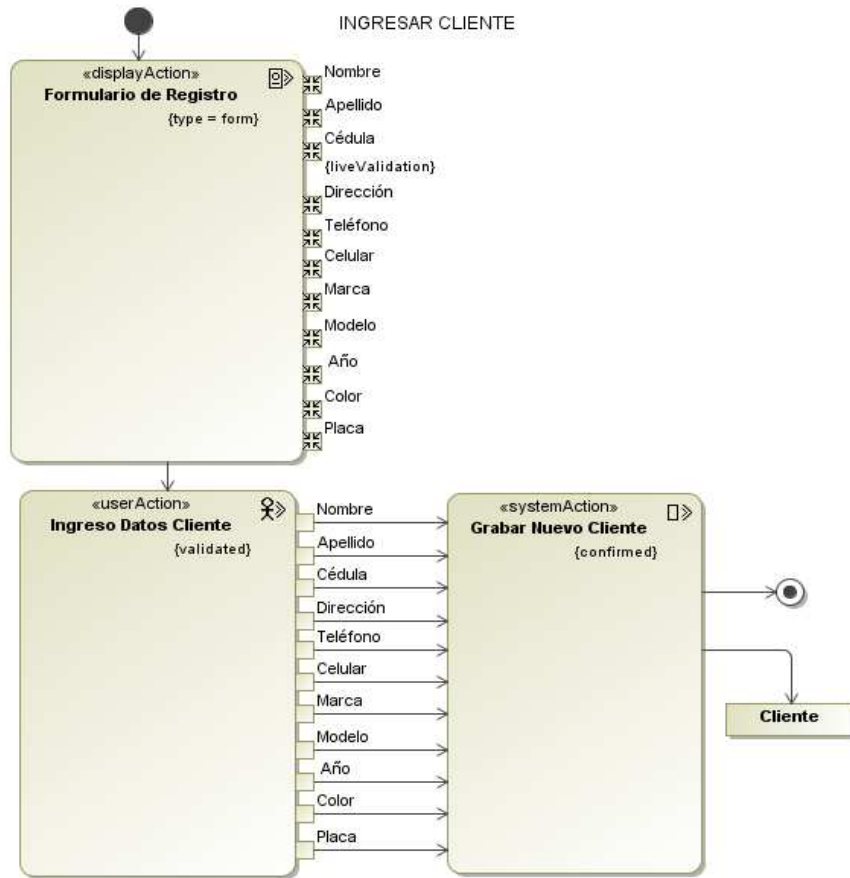 INGRESAR CLIENTE
«displayAction»
Formulario de Registro
{type = form}
Nombre
Apellido
Cédula
{liveValidation}
Dirección
Teléfono
Celular
Marca
Modelo
Año
Color
Placa
«userAction»
Ingreso Datos Cliente
{validated}
Nombre
Apellido
Cédula
Dirección
Teléfono
Celular
Marca
Modelo
Año
Color
Placa
«systemAction»
Grabar Nuevo Cliente
{confirmed}
Cliente